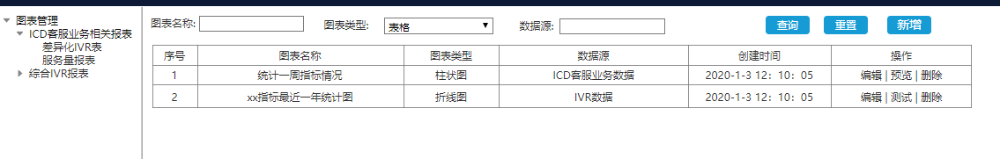 图表管理
ICD客服业务相关报表
差异化IVR表
服务量报表
综合IVR报表
图表名称: 图表类型: 表格 数据源: 查询 重置 新增
序号 图表名称 图表类型 数据源 创建时间 操作
1 统计一周指标情况 柱状图 ICD客服业务数据 2020-1-3 12：10：05 编辑 | 预览 | 删除
2 xx指标最近一年统计图 折线图 IVR数据 2020-1-3 12：10：05 编辑 | 测试 | 删除